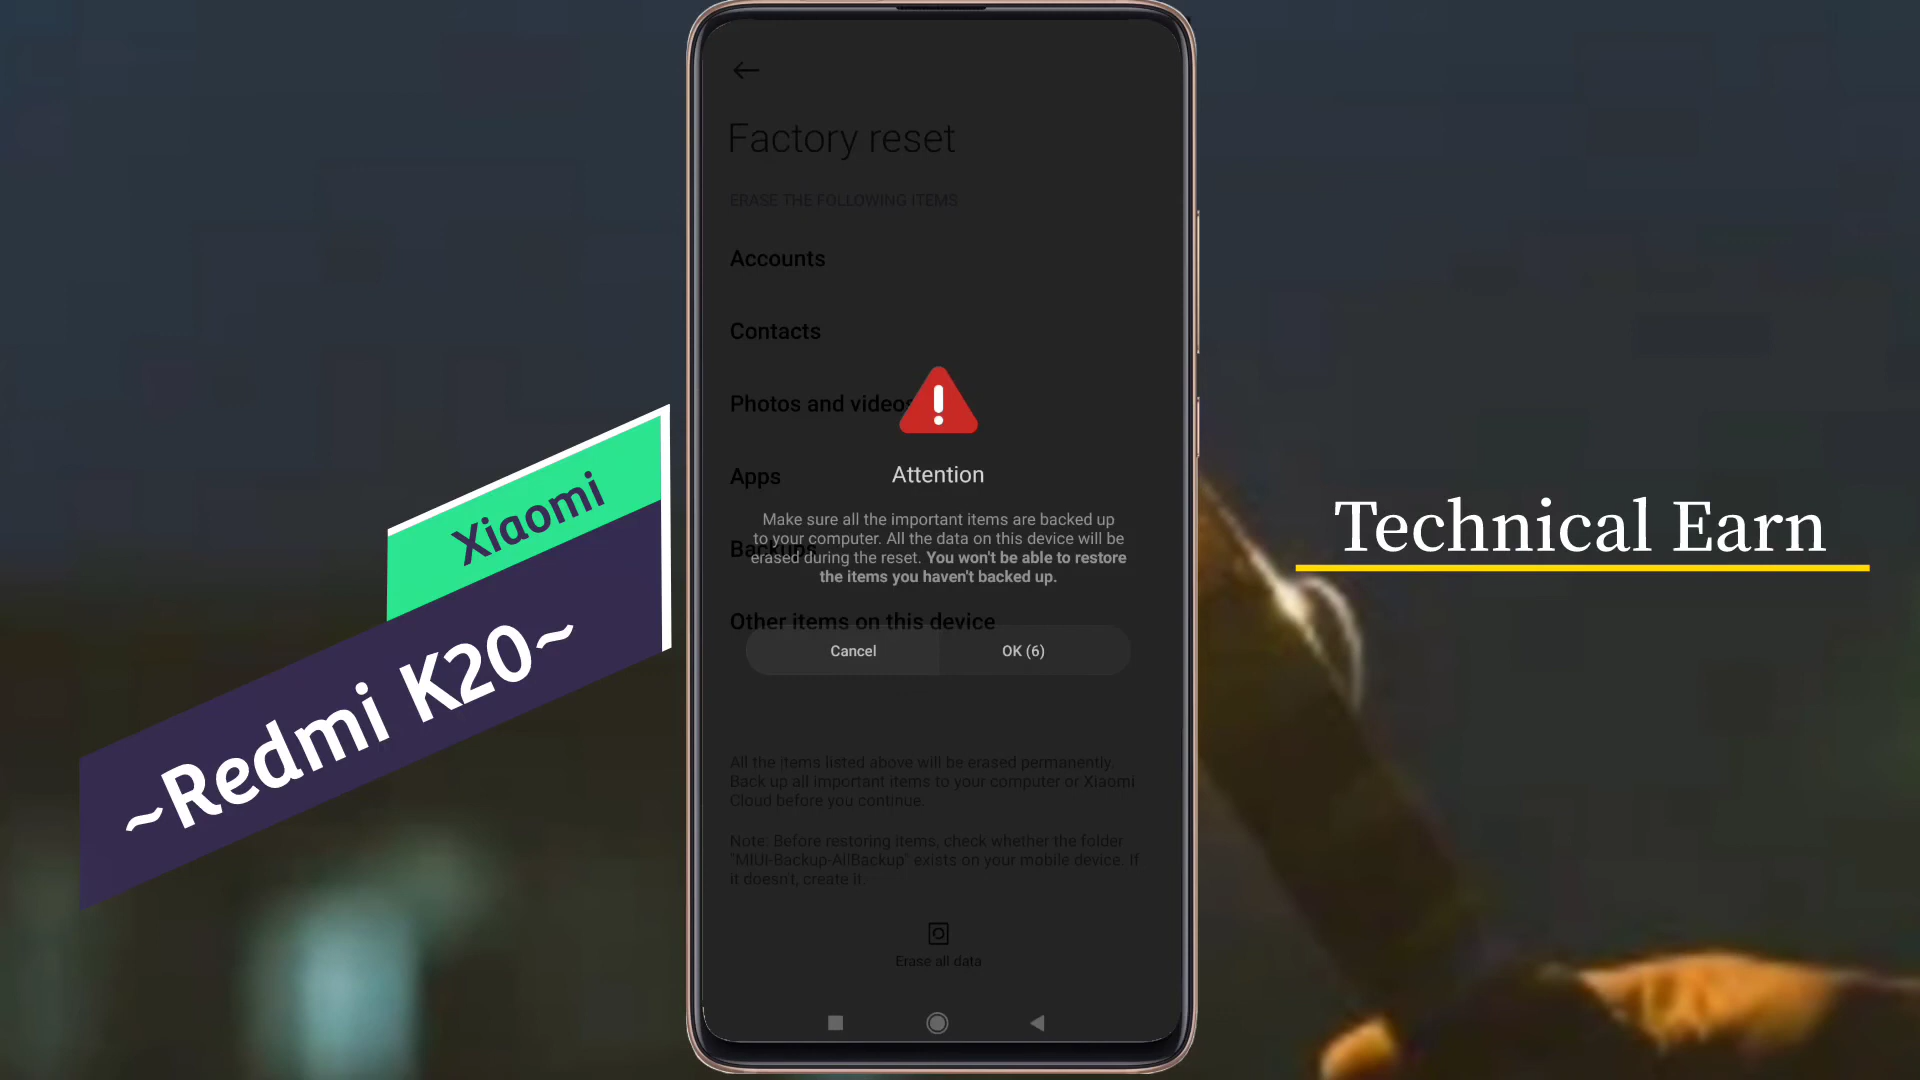 Factory reset
ERASE THE FOLLOWING ITEMS
Accounts
Contacts
Photos and videos
Apps
Backups
Other items on this device
Attention
Make sure all the important items are backed up
to your computer. All the data on this device will be
erased during the reset. You won't be able to restore
the items you haven't backed up.
Cancel
OK (6)
All the items listed above will be erased permanently.
Back up all important items to your computer or Xiaomi
Cloud before you continue.
Note: Before restoring items, check whether the folder
"MIUI-Backup-AllBackup" exists on your mobile device. If
it doesn't, create it.
Erase all data
Xiaomi
~Redmi K20~
Technical Earn